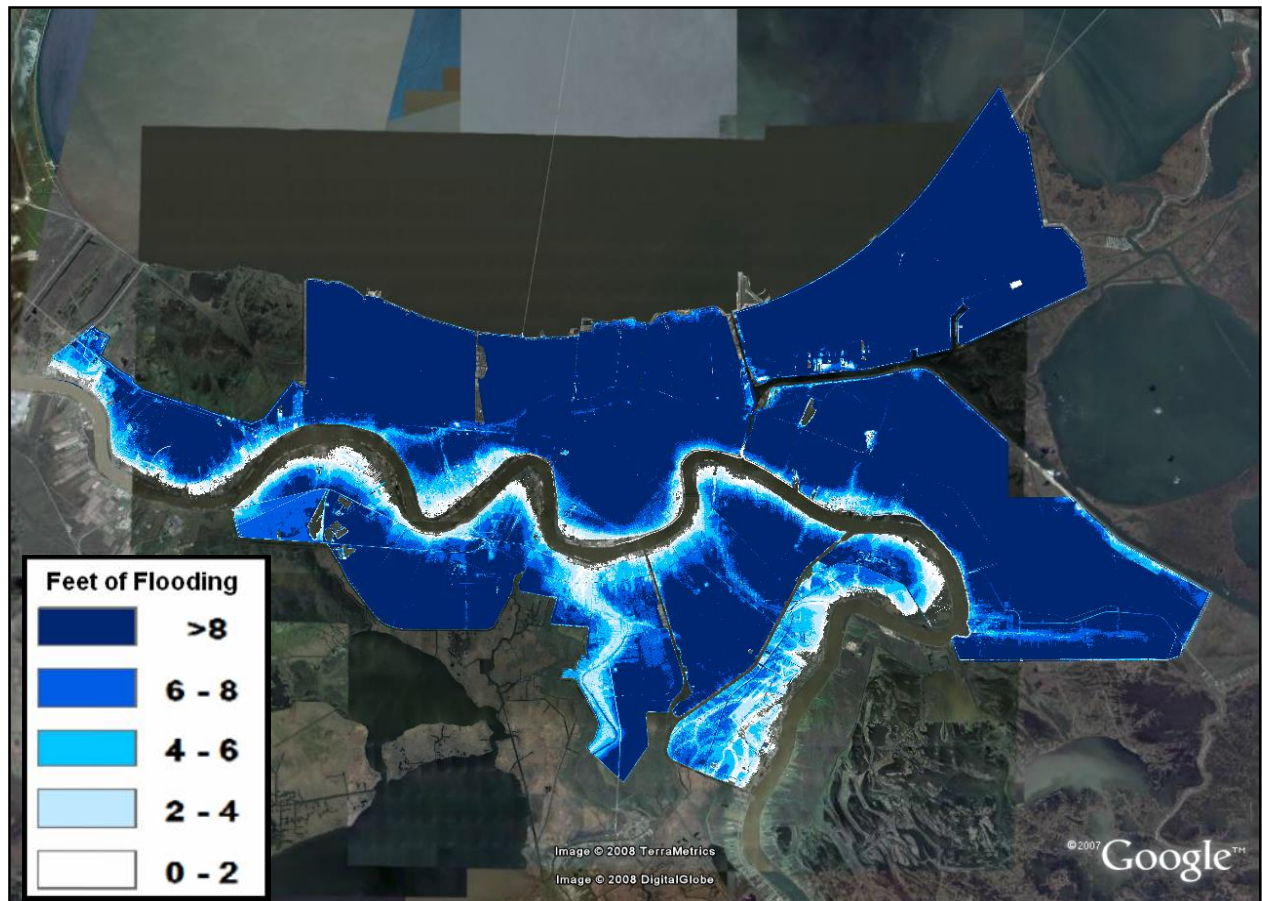 Feet of Flooding
>8
6 - 8
4 - 6
2 - 4
0 - 2
Image © 2008 TerraMetrics
Image © 2008 DigitalGlobe
©2007 Google™